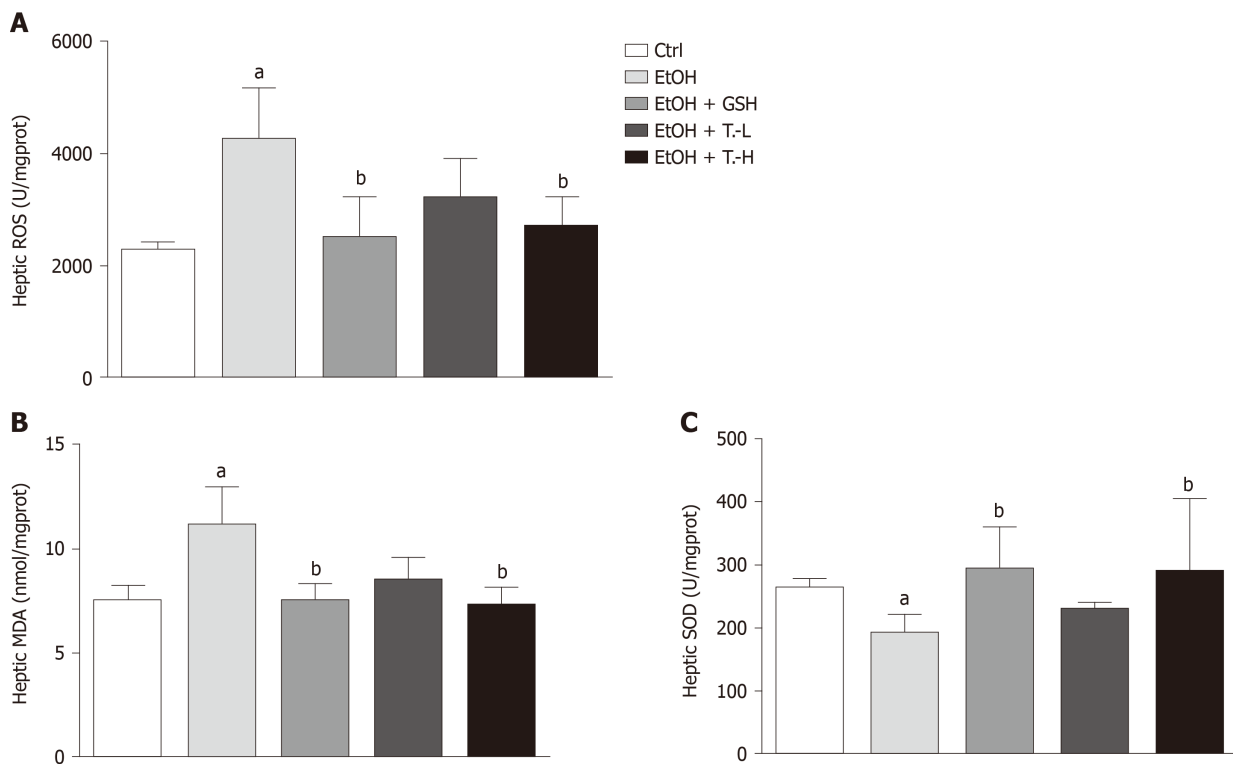 A
Heptic ROS (U/mgprot)
6000
4000
2000
0
a
b
b
Ctrl
EtOH
EtOH + GSH
EtOH + T.-L
EtOH + T.-H
B
Heptic MDA (nmol/mgprot)
15
10
5
0
a
b
b
C
Heptic SOD (U/mgprot)
500
400
300
200
100
0
a
b
b